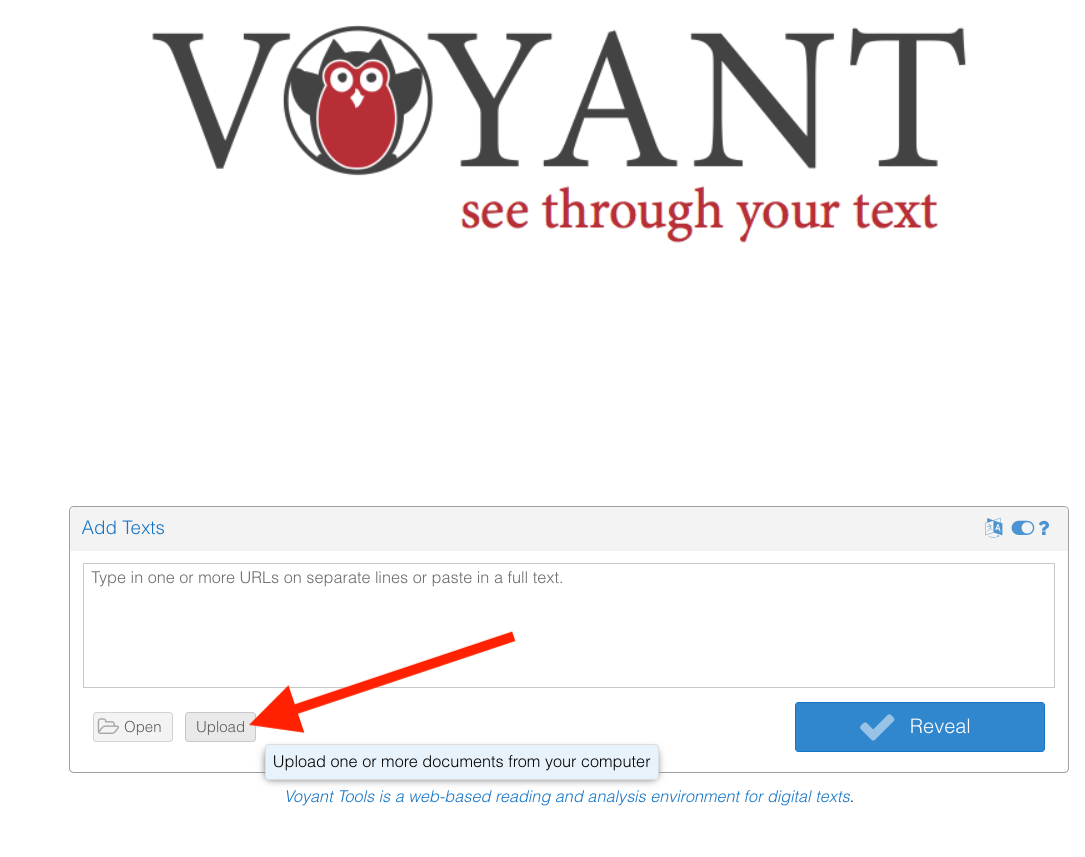 VOYANT
see through your text
Add Texts
?
Type in one or more URLs on separate lines or paste in a full text.
Open
Upload
Reveal
Upload one or more documents from your computer
Voyant Tools is a web-based reading and analysis environment for digital texts.